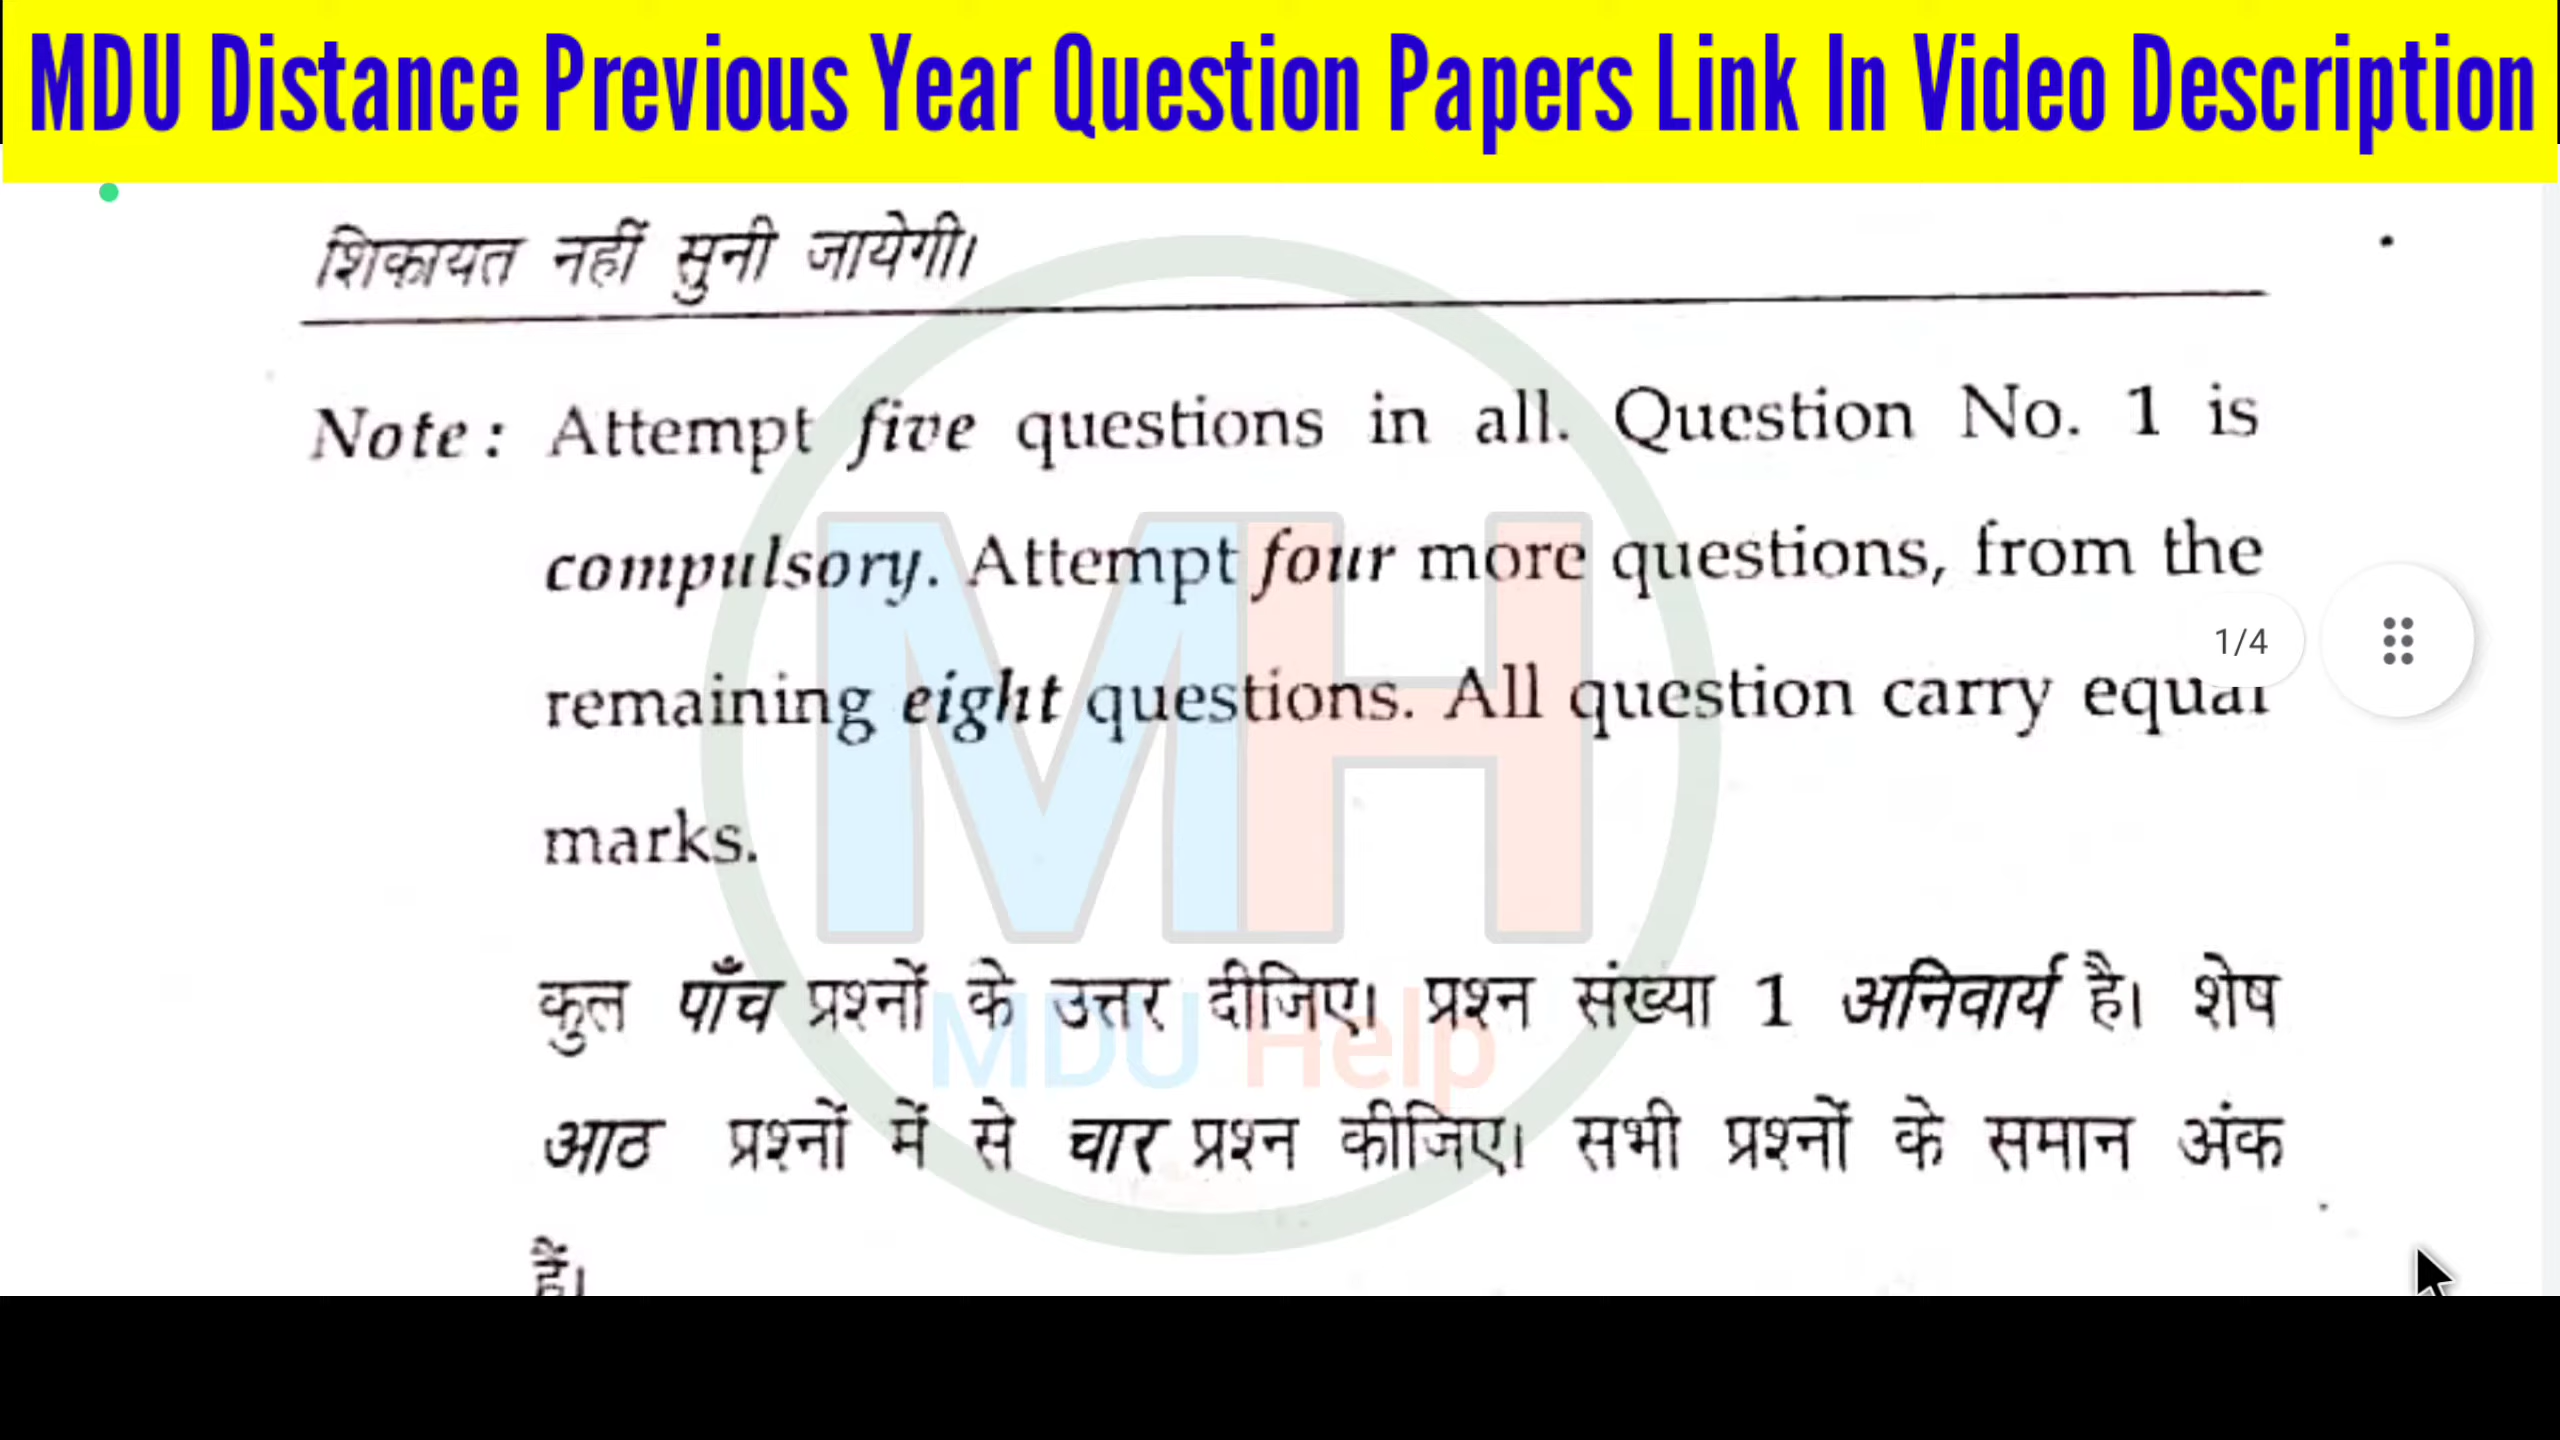 MDU Distance Previous Year Question Papers Link In Video Description
शिकायत नहीं सुनी जायेगी।
Note: Attempt five questions in all. Question No. 1 is
compulsory. Attempt four more questions, from the
1/4
remaining eight questions. All question carry equal
marks.
MH
कुल पाँच प्रश्नों के उत्तर दीजिए। प्रश्न संख्या 1 अनिवार्य है। शेष
MDU Help
आठ प्रश्नों में से चार प्रश्न कीजिए। सभी प्रश्नों के समान अंक
हैं।